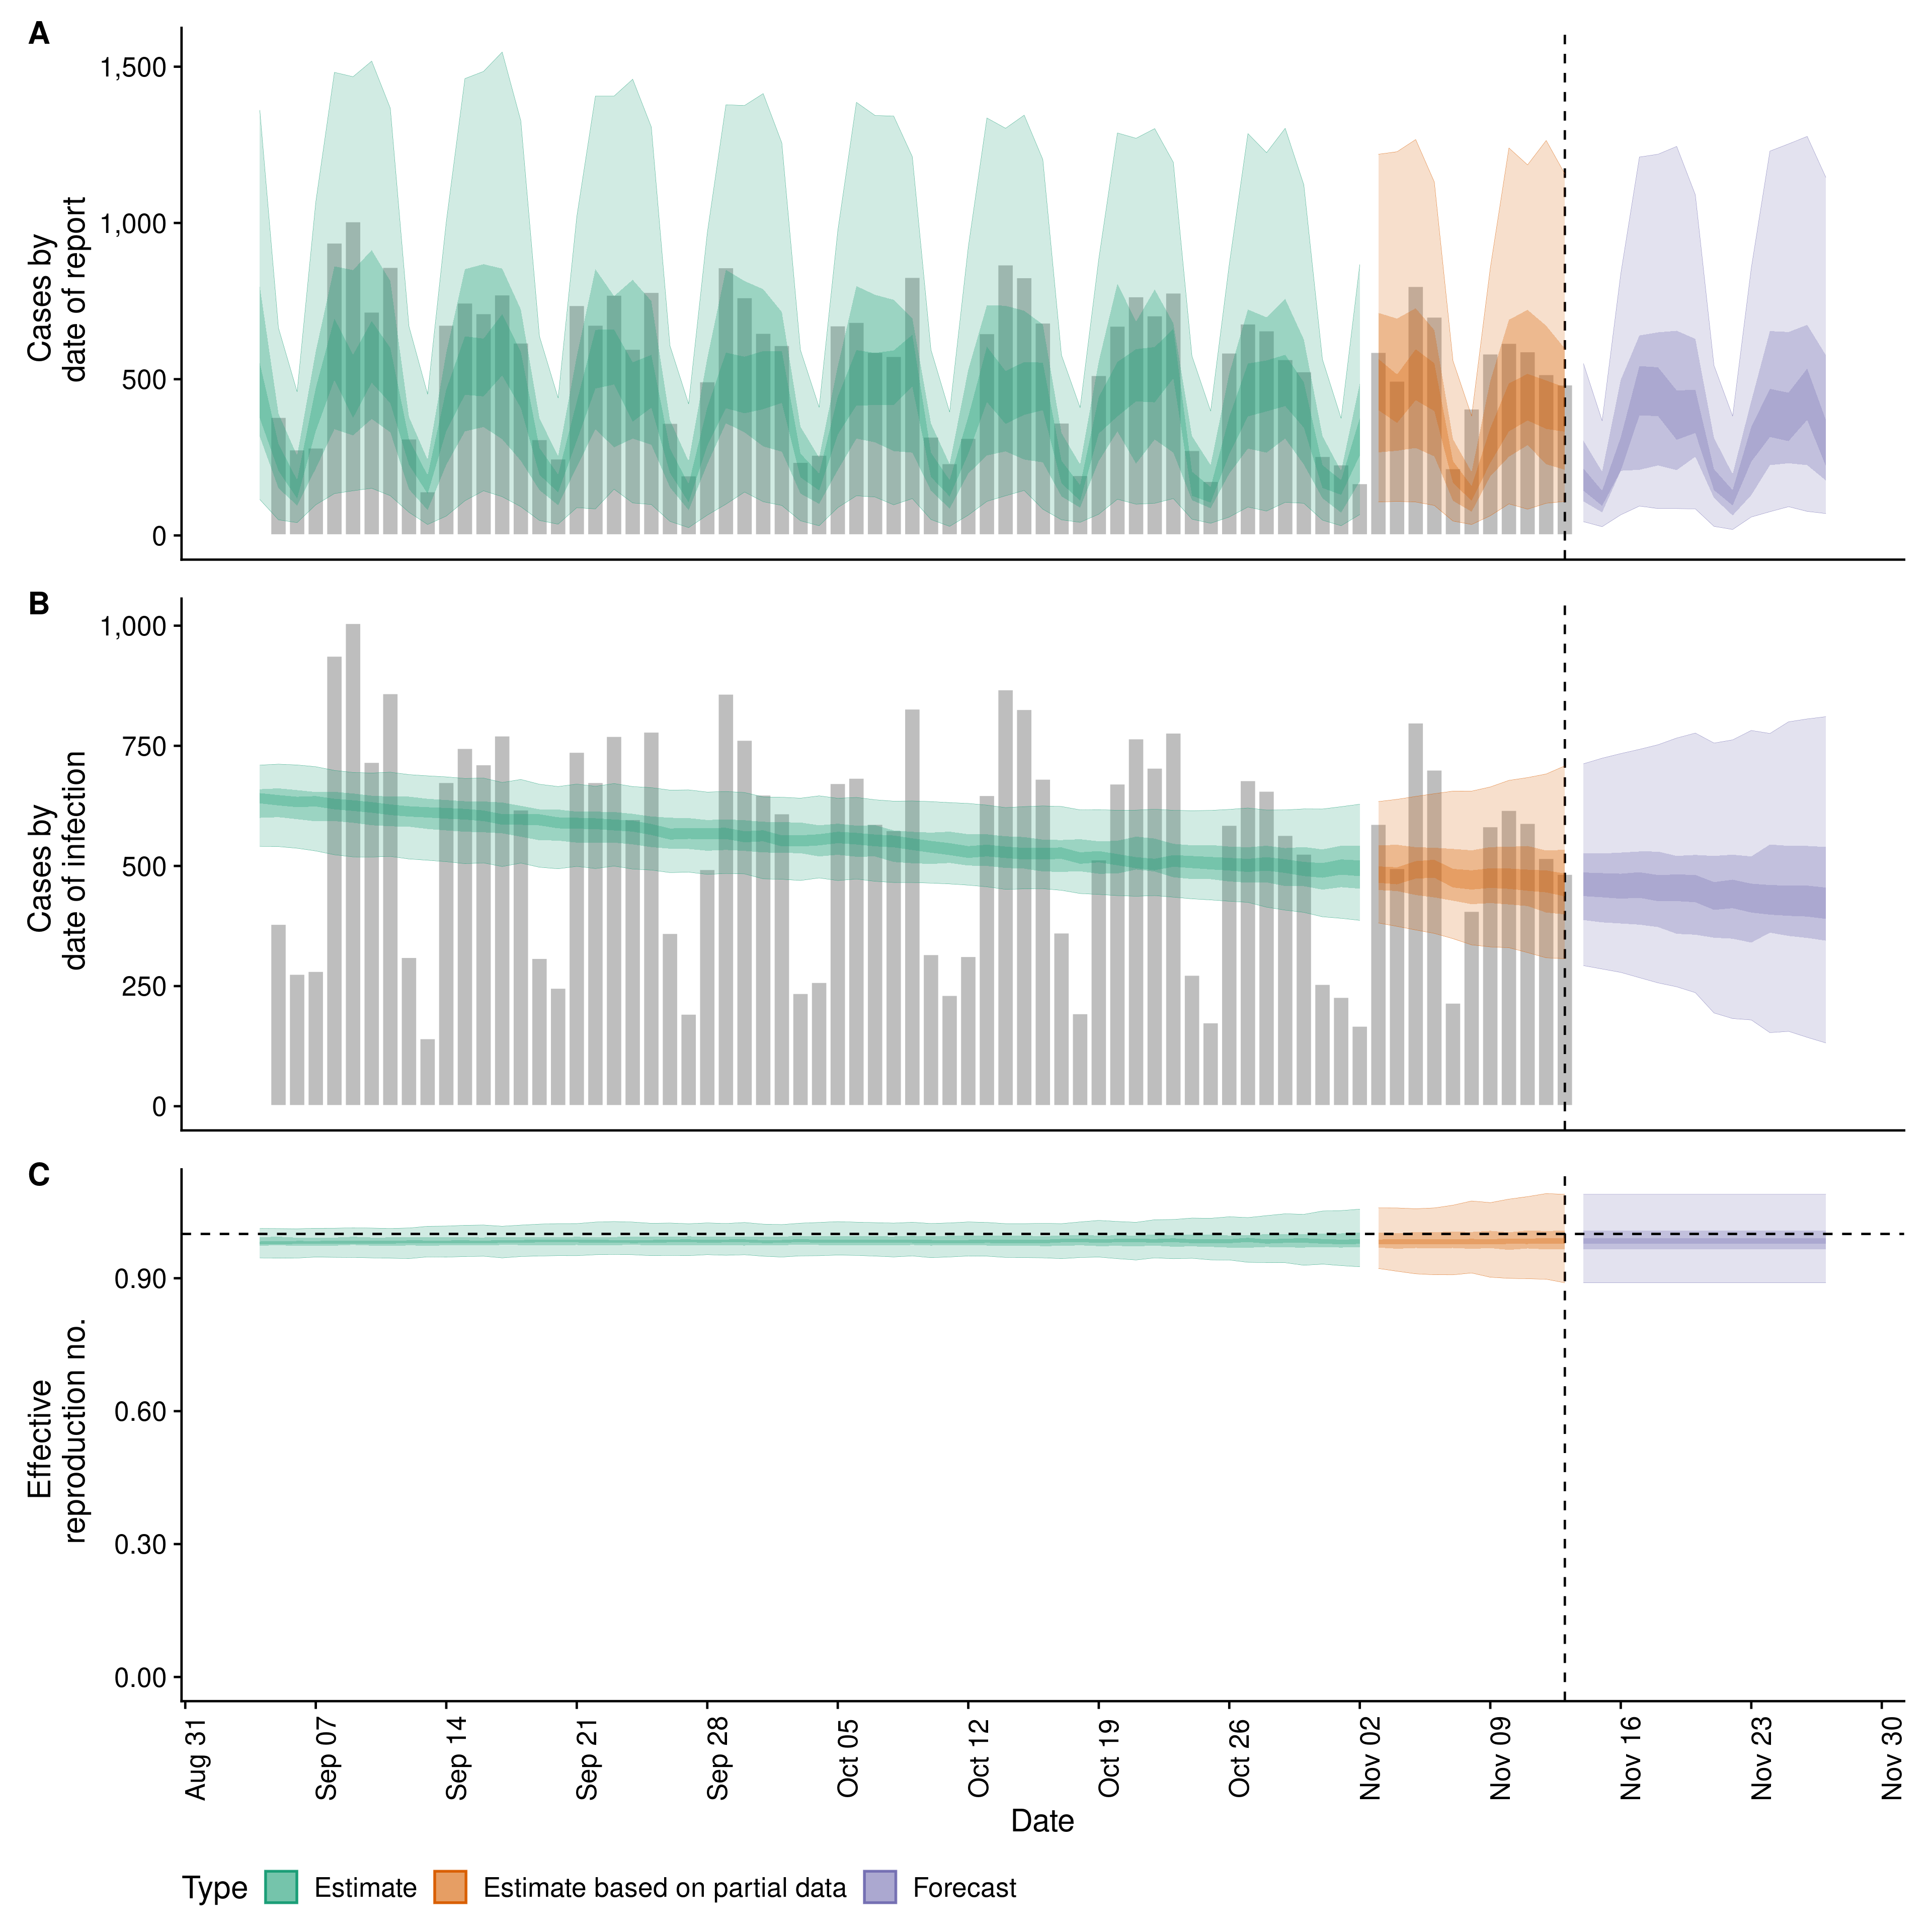 A
Cases by
date of report
1,500
1,000
500
0
B
Cases by
date of infection
1,000
750
500
250
0
C
Effective
reproduction no.
0.90
0.60
0.30
0.00
Aug 31
Sep 07
Sep 14
Sep 21
Sep 28
Oct 05
Oct 12
Oct 19
Oct 26
Nov 02
Nov 09
Nov 16
Nov 23
Nov 30
Date
Type Estimate Estimate based on partial data Forecast